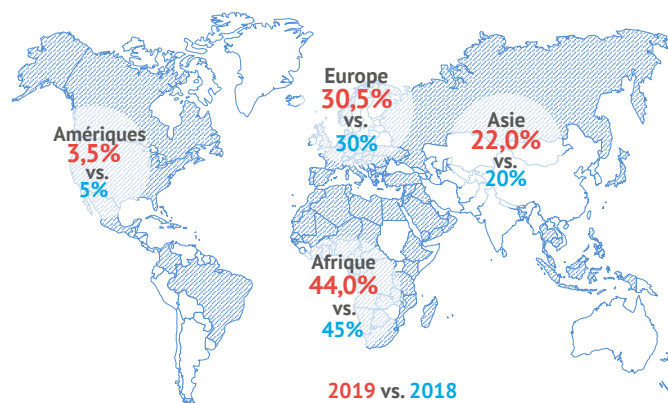 Amériques
3,5%
vs.
5%
Europe
30,5%
vs.
30%
Asie
22,0%
vs.
20%
Afrique
44,0%
vs.
45%
2019 vs. 2018